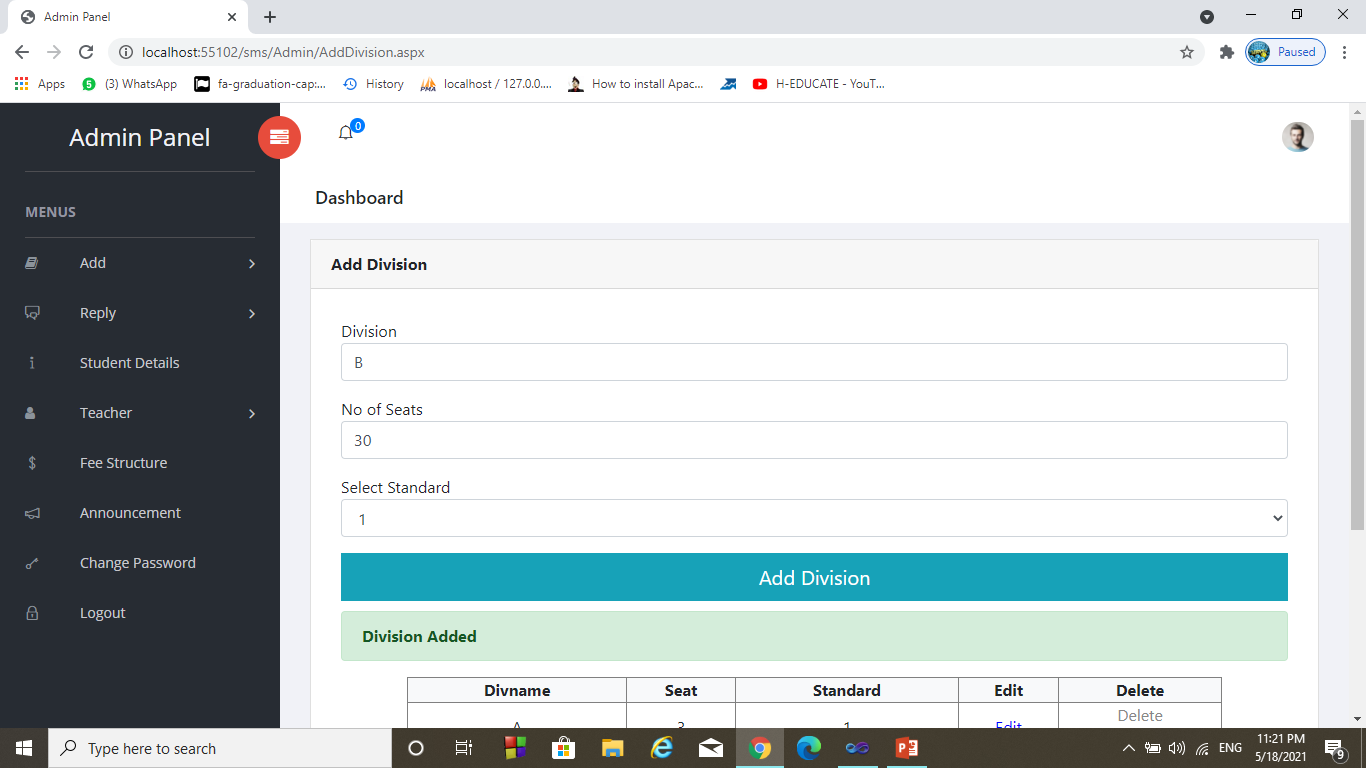 Admin Panel
localhost:55102/sms/Admin/AddDivision.aspx
Paused
Apps
5
(3) WhatsApp
fa-graduation-cap:...
History
PMA
localhost / 127.0.0....
How to install Apac...
H-EDUCATE - YouT...
Admin Panel
0
Dashboard
MENUS
Add
Reply
Student Details
Teacher
Fee Structure
Announcement
Change Password
Logout
Add Division
Division
B
No of Seats
30
Select Standard
1
Add Division
Division Added
Divname Seat Standard Edit Delete
A 3 1 Edit Delete
Type here to search
ENG
11:21 PM
5/18/2021
9